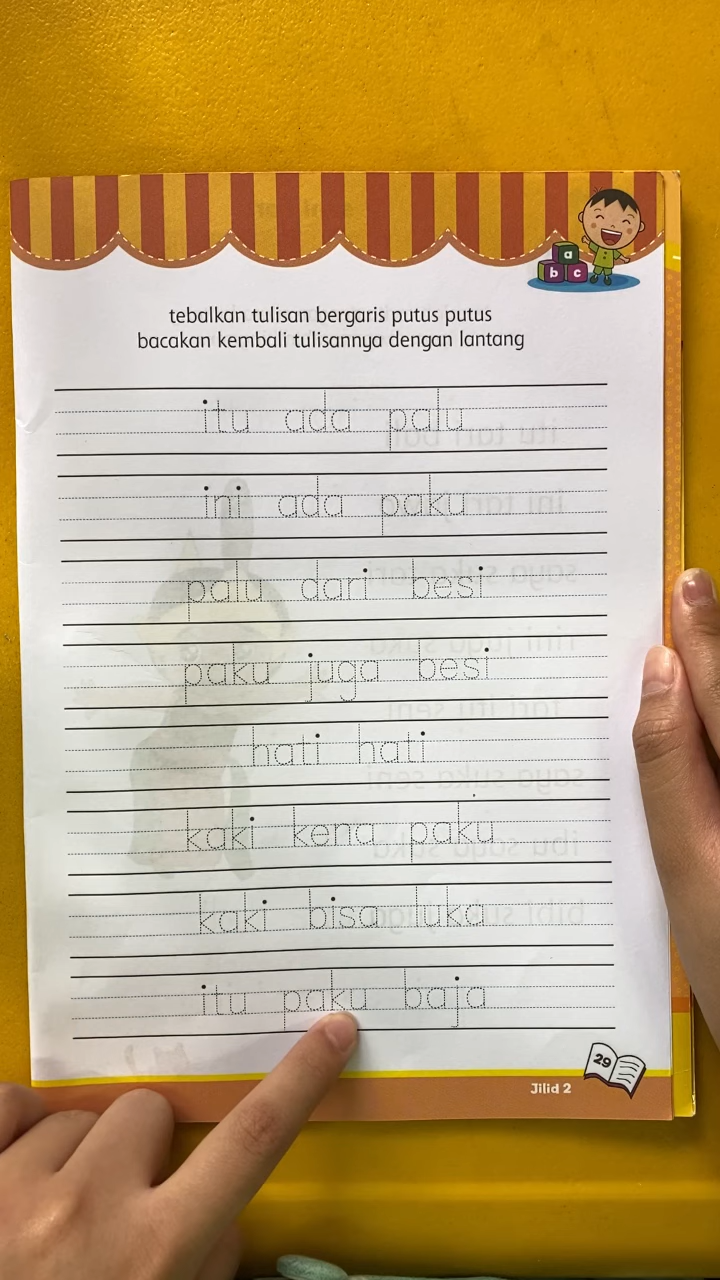 a
b c
tebalkan tulisan bergaris putus putus
bacakan kembali tulisannya dengan lantang
itu ada palu
ini ada paku
palu dari besi
paku juga besi
hati hati
kaki kena paku
kaki bisa luka
itu paku baja
29
Jilid 2